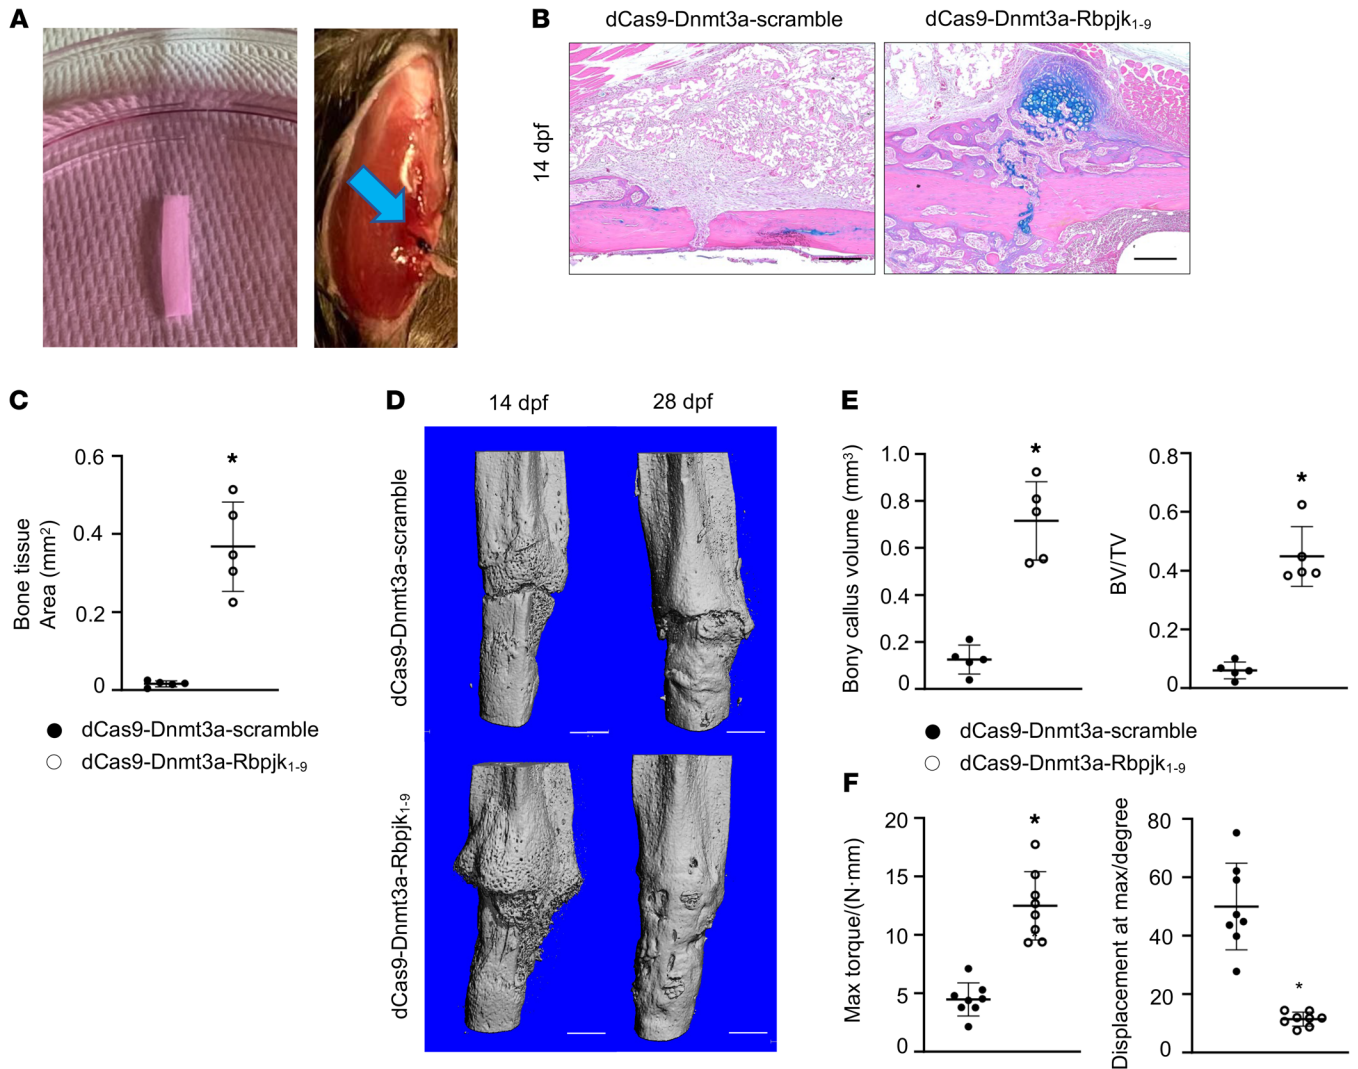 A
B
dCas9-Dnmt3a-scramble
dCas9-Dnmt3a-Rbpjk1-9
14 dpf
C
Bone tissue
Area (mm²)
0.6
0.4
0.2
0
*
dCas9-Dnmt3a-scramble
dCas9-Dnmt3a-Rbpjk1-9
D
14 dpf
28 dpf
dCas9-Dnmt3a-scramble
dCas9-Dnmt3a-Rbpjk1-9
E
Bony callus volume (mm³)
1.0
0.8
0.6
0.4
0.2
0
*
BV/TV
0.8
0.6
0.4
0.2
0
*
dCas9-Dnmt3a-scramble
dCas9-Dnmt3a-Rbpjk1-9
F
Max torque/(N·mm)
20
15
10
5
0
*
Displacement at max/degree
80
60
40
20
0
*